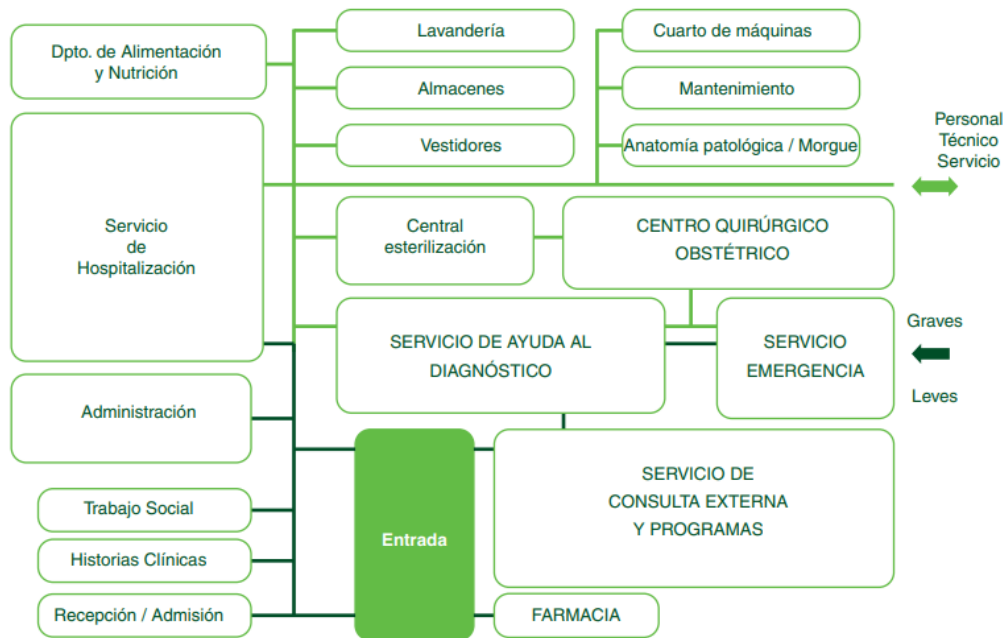 Dpto. de Alimentación
y Nutrición
Lavandería
Cuarto de máquinas
Almacenes
Mantenimiento
Vestidores
Anatomía patológica / Morgue
Personal
Técnico
Servicio
Servicio
de
Hospitalización
Central
esterilización
CENTRO QUIRÚRGICO
OBSTÉTRICO
SERVICIO DE AYUDA AL
DIAGNÓSTICO
SERVICIO
EMERGENCIA
Graves
Leves
Administración
Trabajo Social
Historias Clínicas
Recepción / Admisión
Entrada
SERVICIO DE
CONSULTA EXTERNA
Y PROGRAMAS
FARMACIA